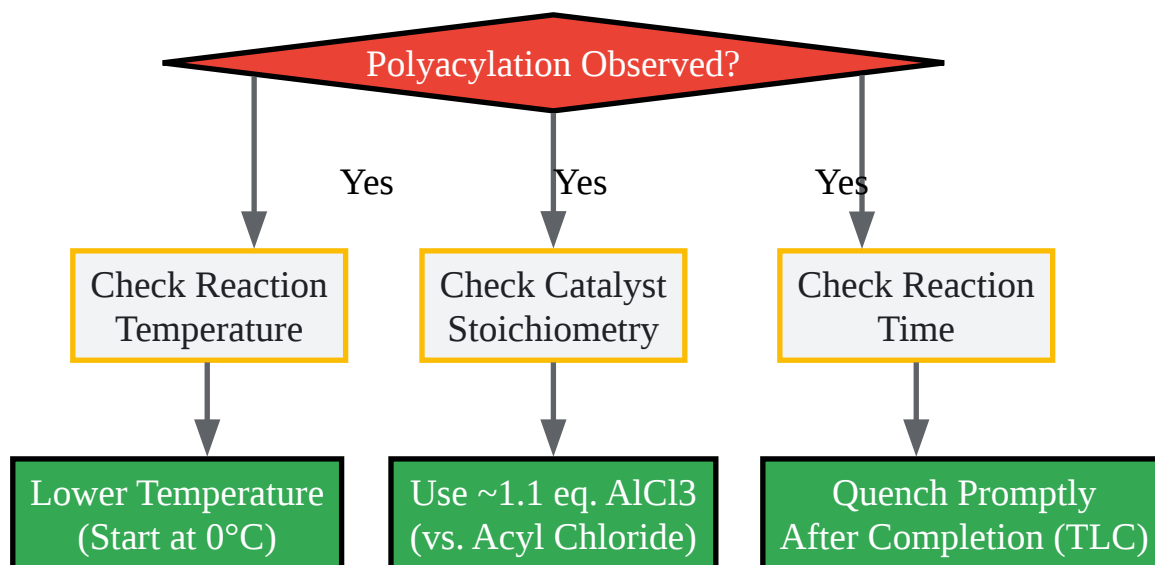 Polyacylation Observed?
Yes
Yes
Yes
Check Reaction
Temperature
Check Catalyst
Stoichiometry
Check Reaction
Time
Lower Temperature
(Start at 0°C)
Use ~1.1 eq. AlCl3
(vs. Acyl Chloride)
Quench Promptly
After Completion (TLC)